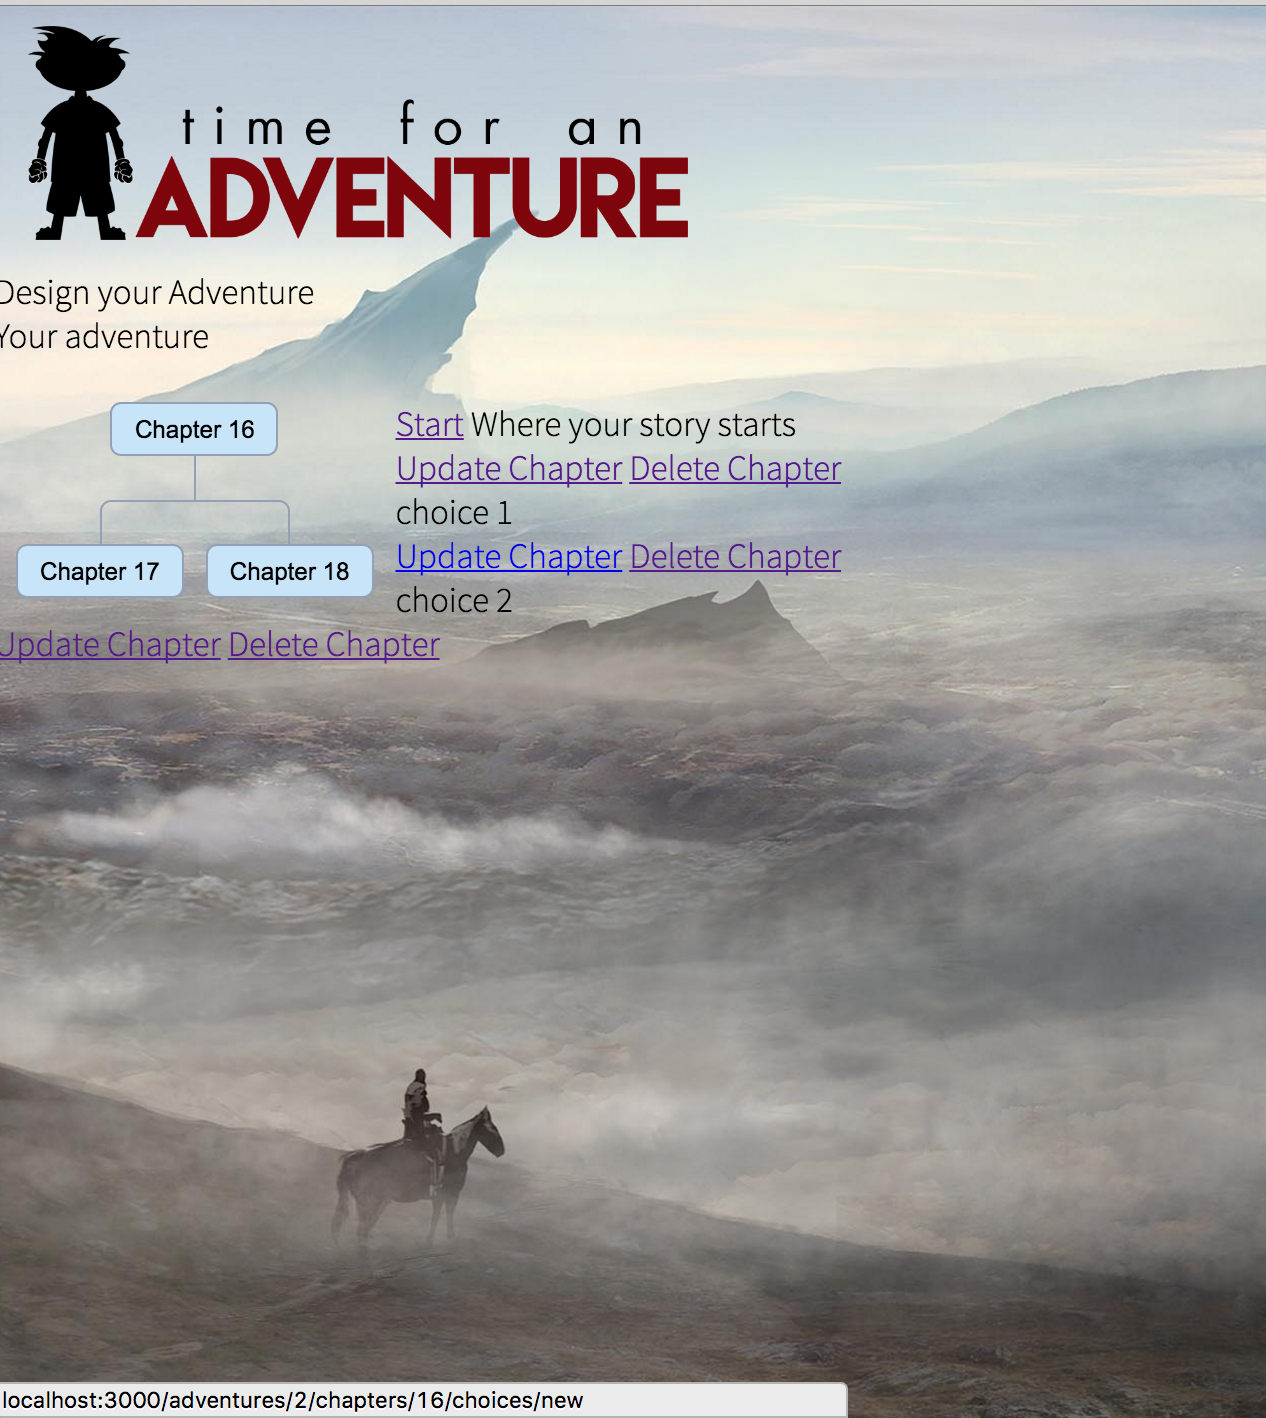 time for an
ADVENTURE
Design your Adventure
Your adventure
Chapter 16
Chapter 17 Chapter 18
Start Where your story starts
Update Chapter Delete Chapter
choice 1
Update Chapter Delete Chapter
choice 2
Update Chapter Delete Chapter
localhost:3000/adventures/2/chapters/16/choices/new